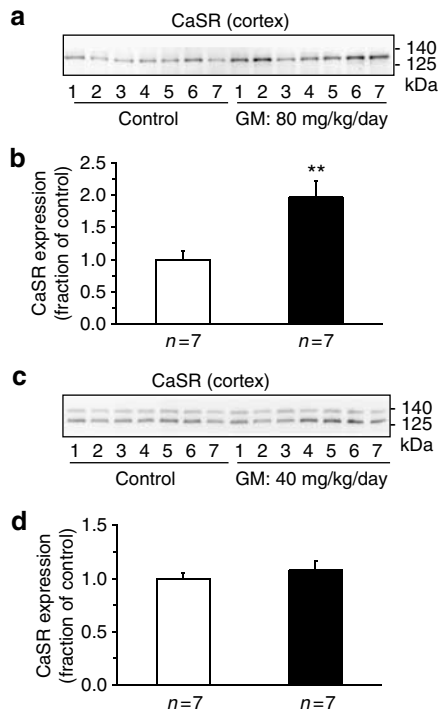 a
CaSR (cortex)
140
125
kDa
1 2 3 4 5 6 7 1 2 3 4 5 6 7
Control GM: 80 mg/kg/day
b
CaSR expression
(fraction of control)
2.5
2.0
1.5
1.0
0.5
0.0
**
n=7 n=7
c
CaSR (cortex)
140
125
kDa
1 2 3 4 5 6 7 1 2 3 4 5 6 7
Control GM: 40 mg/kg/day
d
CaSR expression
(fraction of control)
1.5
1.0
0.5
0.0
n=7 n=7